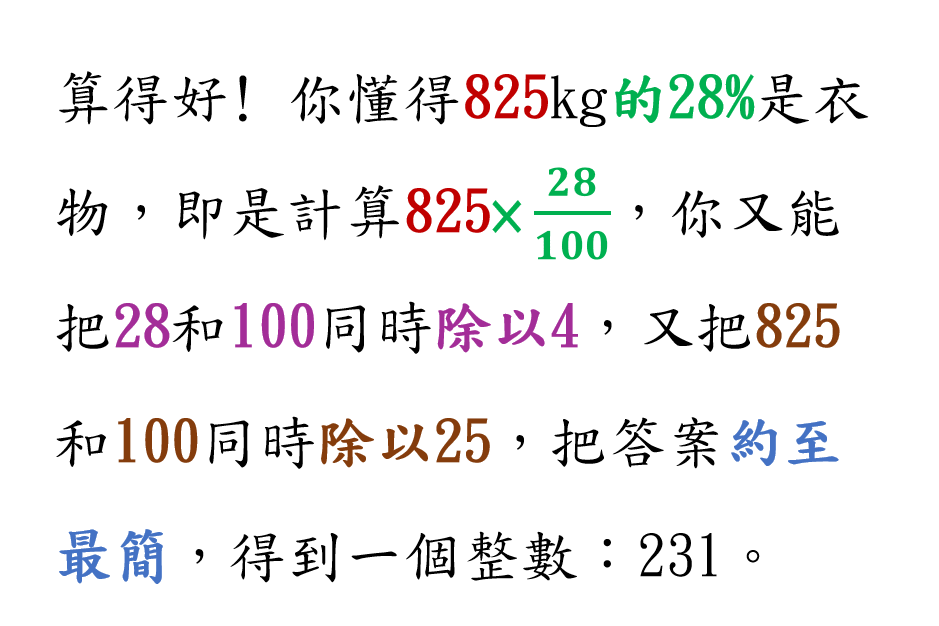 算得好！你懂得825kg的28%是衣
物，即是計算825×28/100，你又能
把28和100同時除以4，又把825
和100同時除以25，把答案約至
最簡，得到一個整數：231。